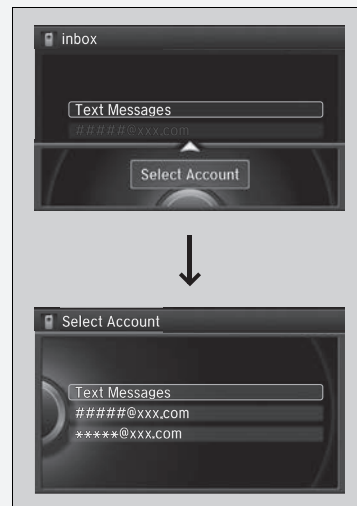 inbox
Text Messages
#####@xxx.com
Select Account
Select Account
Text Messages
#####@xxx.com
*****@xxx.com